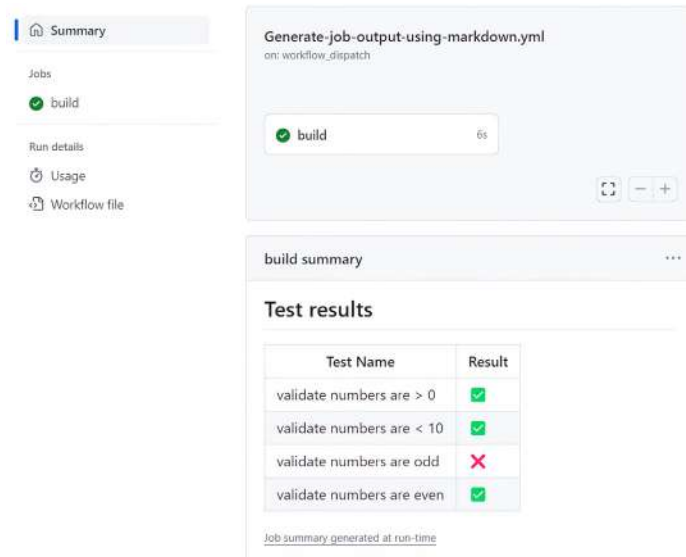 Summary
Jobs
build
Run details
Usage
Workflow file
Generate-job-output-using-markdown.yml
on: workflow_dispatch
build 6s
build summary
Test results
Test Name Result
validate numbers are > 0
validate numbers are < 10
validate numbers are odd
validate numbers are even
Job summary generated at run-time